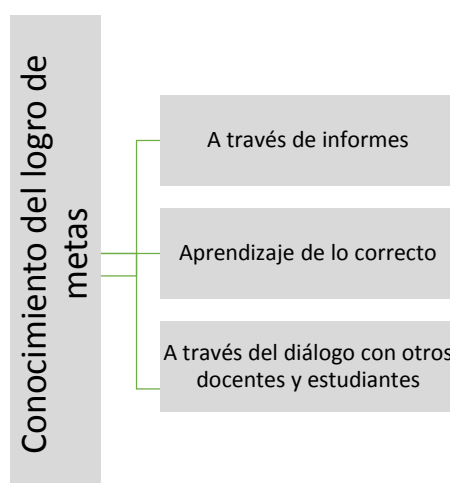 Conocimiento del logro de
metas
A través de informes
Aprendizaje de lo correcto
A través del diálogo con otros
docentes y estudiantes